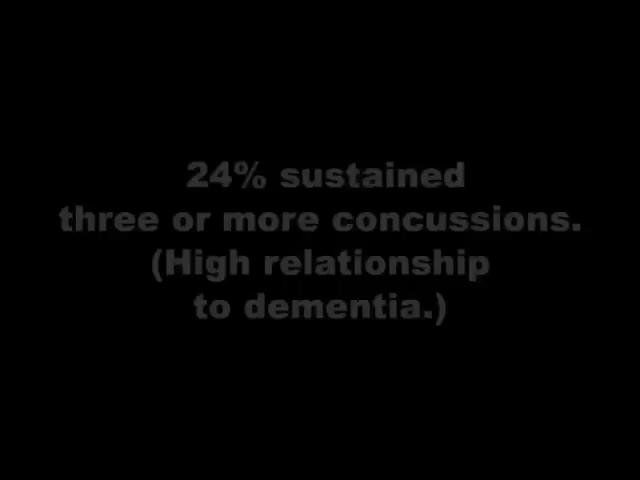 24% sustained
three or more concussions.
(High relationship
to dementia.)